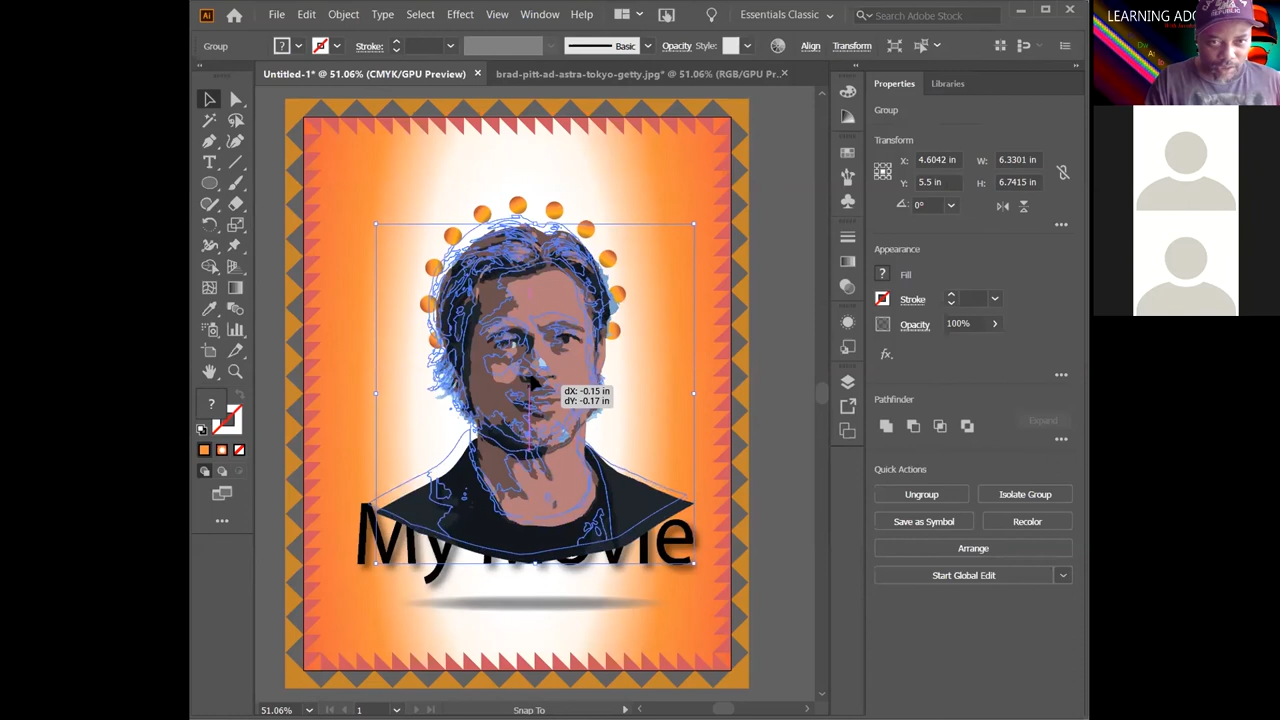 Ai File Edit Object Type Select Effect View Window Help Essentials Classic Search Adobe Stock
LEARNING ADO
Group Stroke: Basic Opacity Style: Align Transform
Untitled-1* @ 51.06% (CMYK/GPU Preview) × brad-pitt-ad-astra-tokyo-getty.jpg* @ 51.06% (RGB/GPU Pr... ×
Properties Libraries
Group
Transform
X: 4.6042 in W: 6.3301 in
Y: 5.5 in H: 6.7415 in
0°
Appearance
? Fill
Stroke
Opacity 100%
fx.
dX: -0.15 in
dY: -0.17 in
?
Pathfinder
Expand
Quick Actions
Ungroup Isolate Group
Save as Symbol Recolor
Arrange
Start Global Edit
My Movie
51.06% 1 Snap To